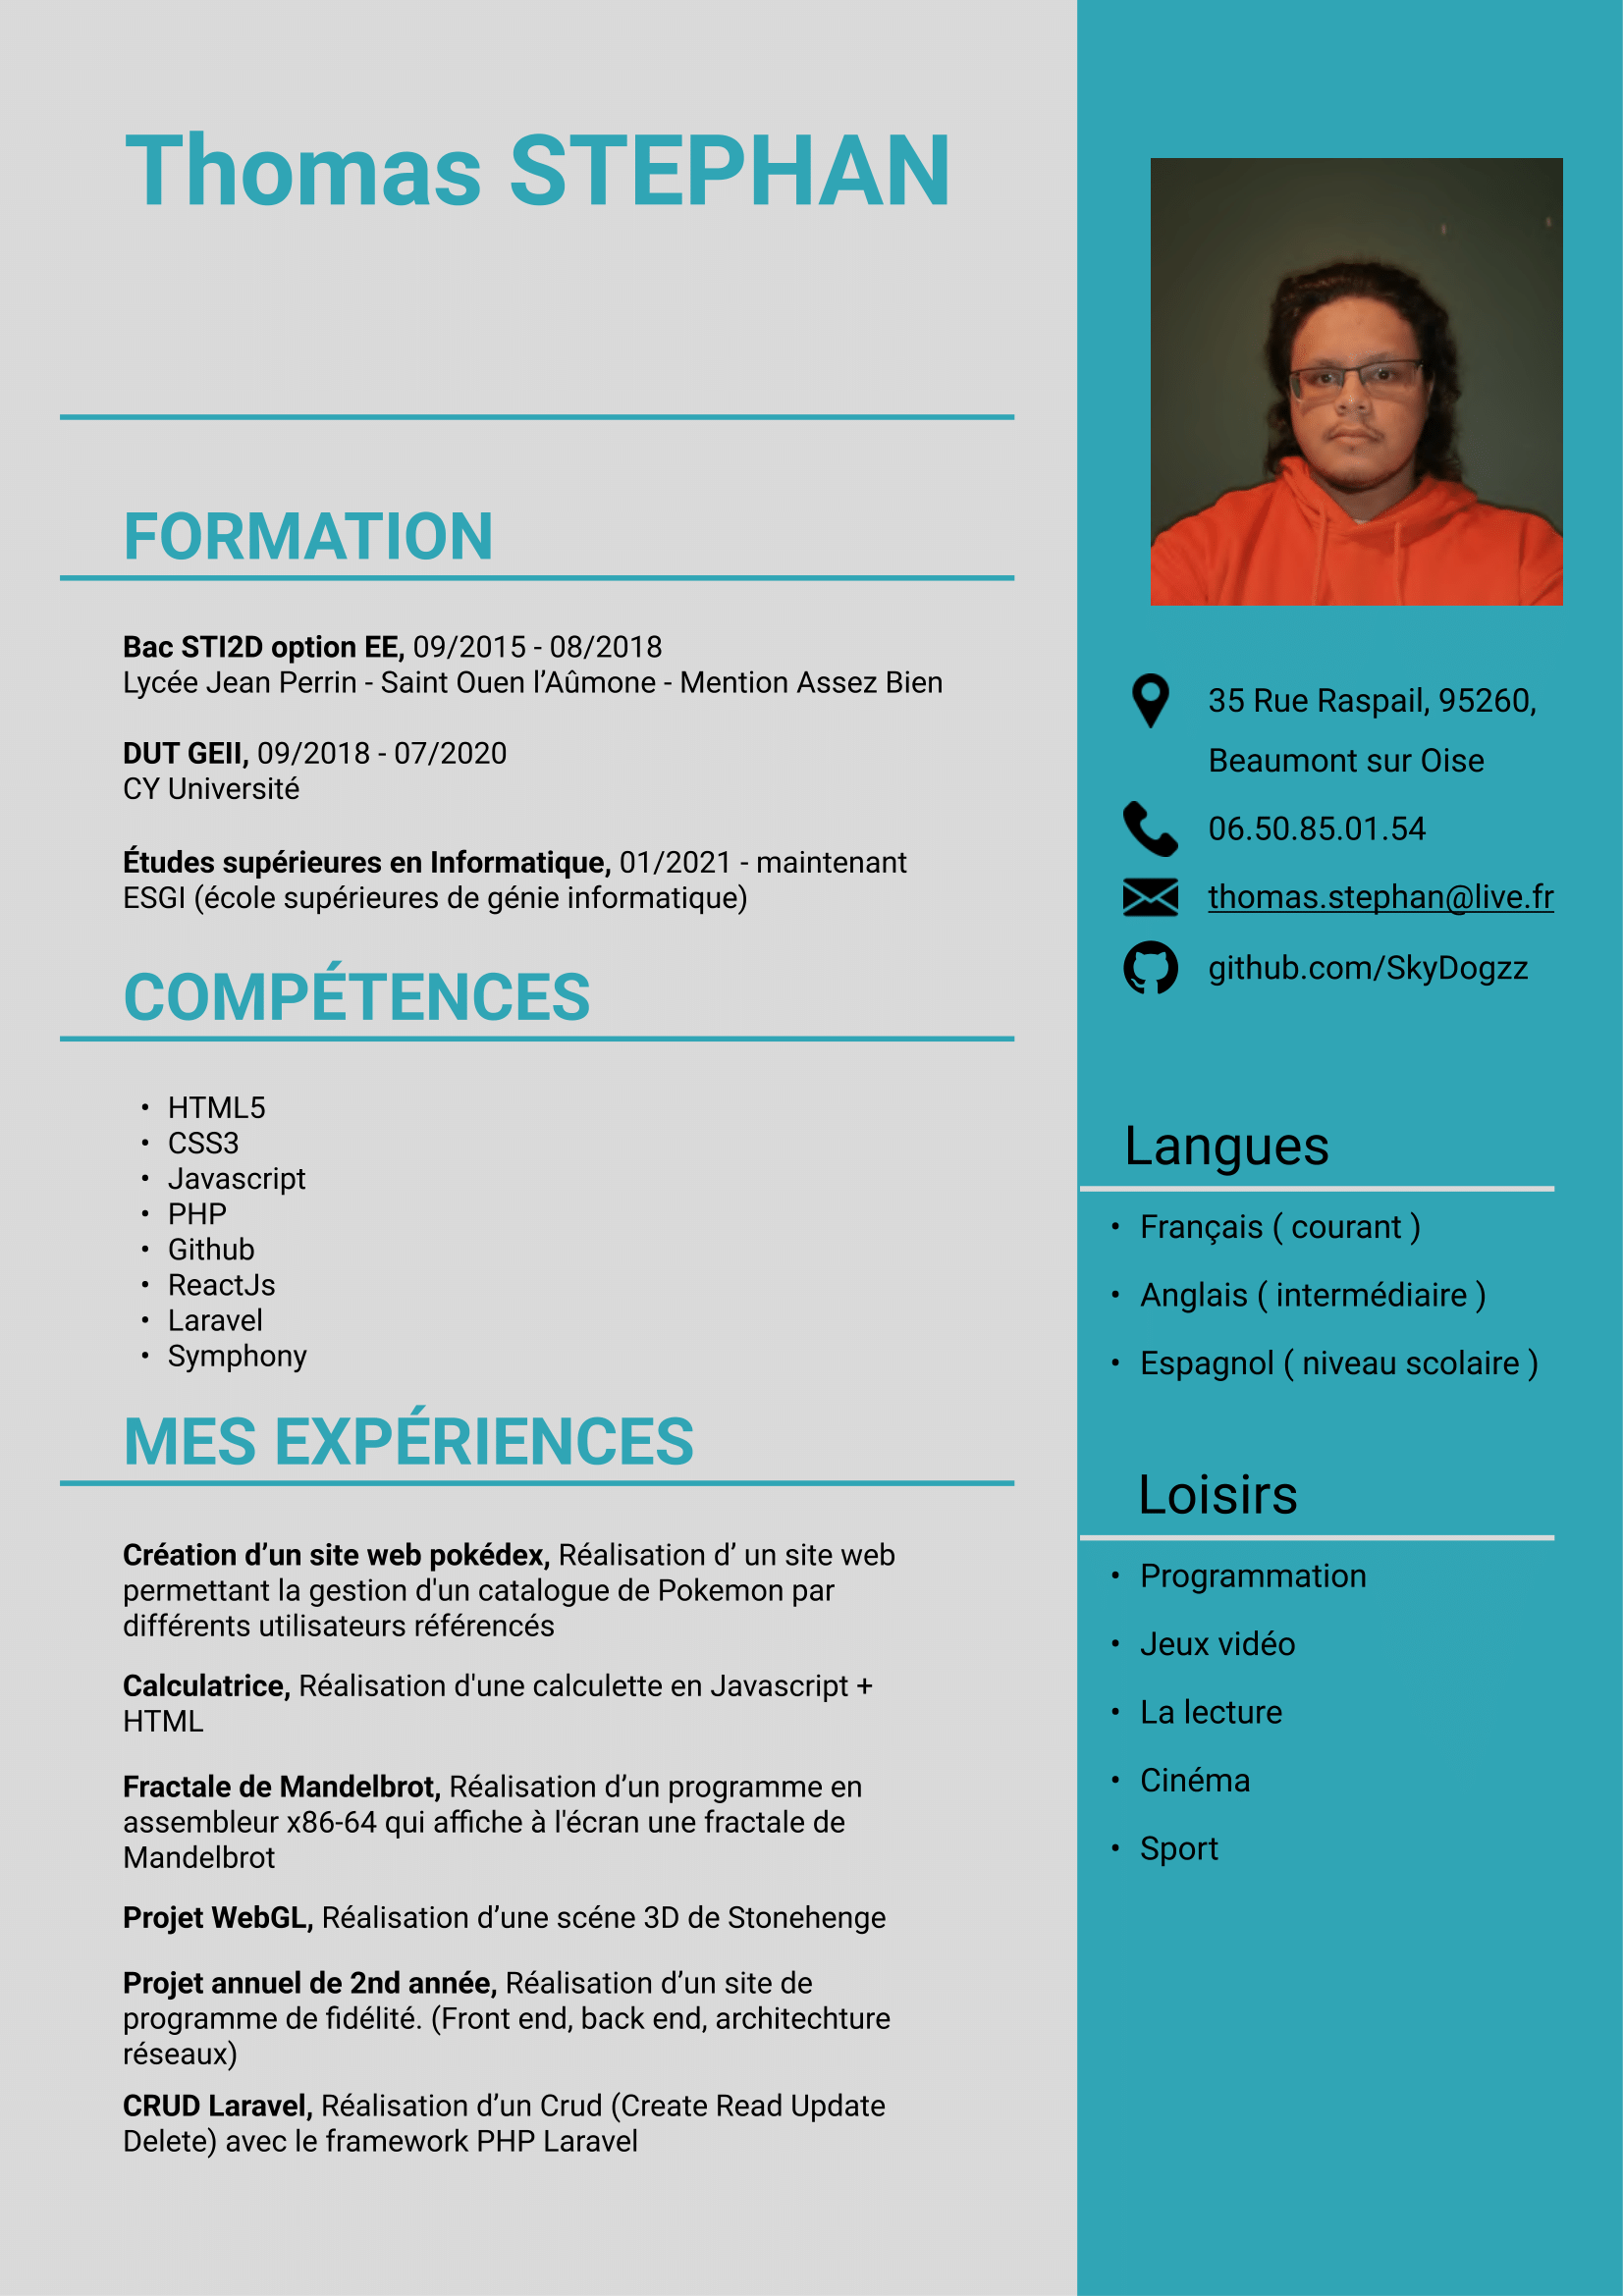 Thomas STEPHAN
FORMATION
Bac STI2D option EE, 09/2015 - 08/2018
Lycée Jean Perrin - Saint Ouen l’Aûmone - Mention Assez Bien
DUT GEII, 09/2018 - 07/2020
CY Université
Études supérieures en Informatique, 01/2021 - maintenant
ESGI (école supérieures de génie informatique)
COMPÉTENCES
• HTML5
• CSS3
• Javascript
• PHP
• Github
• ReactJs
• Laravel
• Symphony
MES EXPÉRIENCES
Création d’un site web pokédex, Réalisation d’ un site web
permettant la gestion d'un catalogue de Pokemon par
différents utilisateurs référencés
Calculatrice, Réalisation d'une calculette en Javascript +
HTML
Fractale de Mandelbrot, Réalisation d’un programme en
assembleur x86-64 qui affiche à l'écran une fractale de
Mandelbrot
Projet WebGL, Réalisation d’une scéne 3D de Stonehenge
Projet annuel de 2nd année, Réalisation d’un site de
programme de fidélité. (Front end, back end, architechture
réseaux)
CRUD Laravel, Réalisation d’un Crud (Create Read Update
Delete) avec le framework PHP Laravel
35 Rue Raspail, 95260,
Beaumont sur Oise
06.50.85.01.54
thomas.stephan@live.fr
github.com/SkyDogzz
Langues
• Français ( courant )
• Anglais ( intermédiaire )
• Espagnol ( niveau scolaire )
Loisirs
• Programmation
• Jeux vidéo
• La lecture
• Cinéma
• Sport